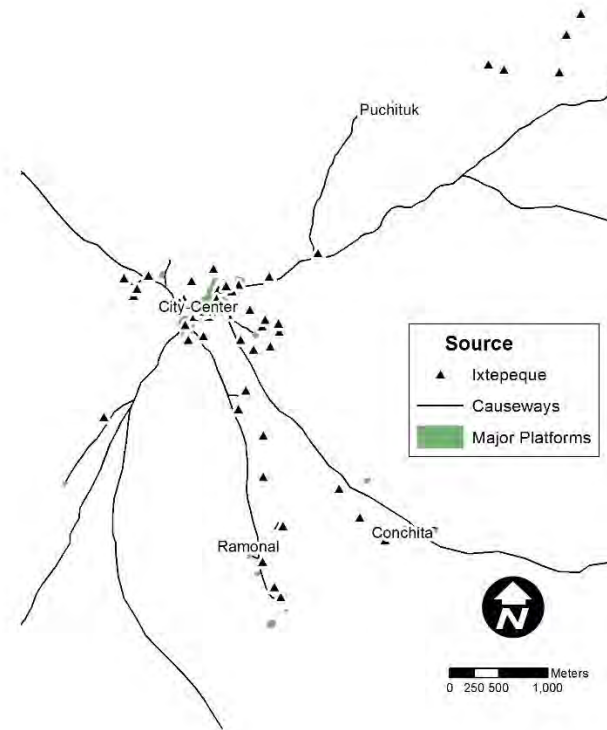 Puchituk
City-Center
Source
Ixtepeque
Causeways
Major Platforms
Ramonal
Conchita
N
Meters
0 250 500 1,000